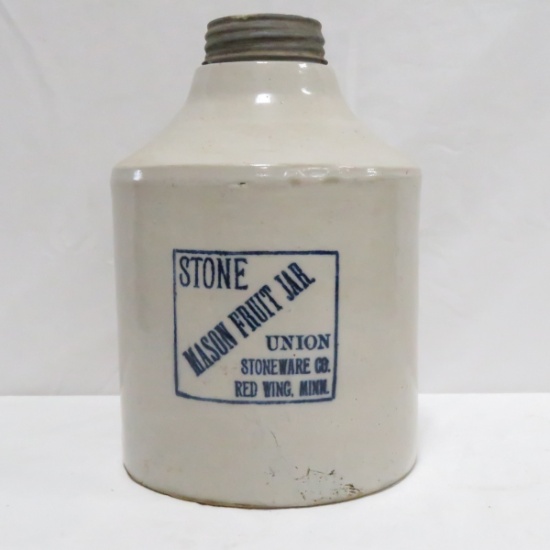 STONE
MASON FRUIT JAR
UNION
STONEWARE CO.
RED WING, MINN.